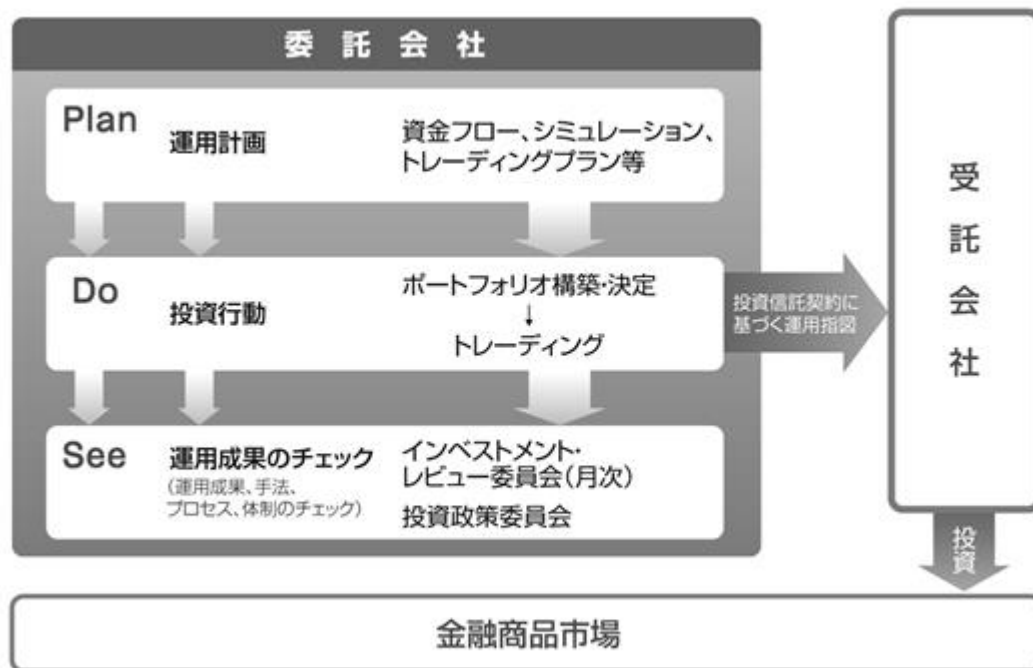 委託会社
Plan
運用計画
資金フロー、シミュレーション、
トレーディングプラン等
Do
投資行動
ポートフォリオ構築・決定
↓
トレーディング
投資信託契約に
基づく運用指図
See
運用成果のチェック
(運用成果、手法、
プロセス、体制のチェック)
インベストメント・
レビュー委員会(月次)
投資政策委員会
受託会社
投資
金融商品市場